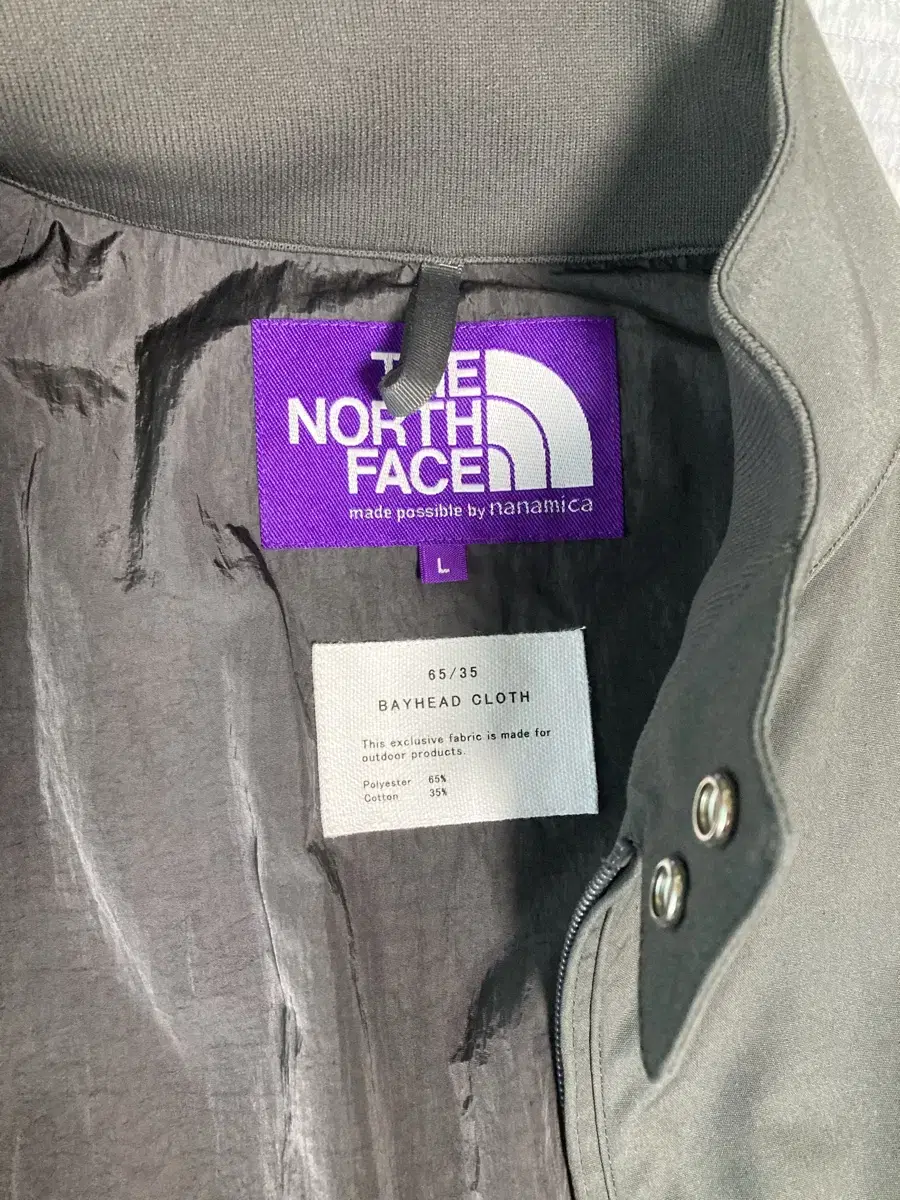 THE
NORTH
FACE
made possible by nanamica
L
65/35
BAYHEAD CLOTH
This exclusive fabric is made for
outdoor products.
Polyester 65%
Cotton 35%